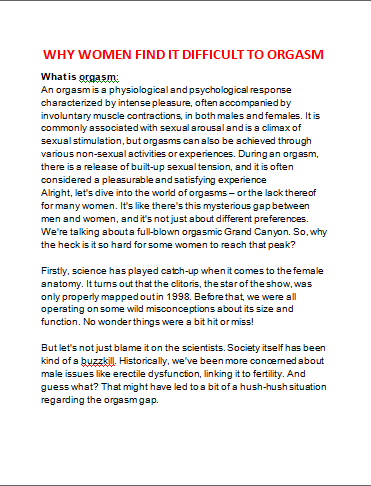 WHY WOMEN FIND IT DIFFICULT TO ORGASM
What is orgasm:
An orgasm is a physiological and psychological response
characterized by intense pleasure, often accompanied by
involuntary muscle contractions, in both males and females. It is
commonly associated with sexual arousal and is a climax of
sexual stimulation, but orgasms can also be achieved through
various non-sexual activities or experiences. During an orgasm,
there is a release of built-up sexual tension, and it is often
considered a pleasurable and satisfying experience
Alright, let's dive into the world of orgasms – or the lack thereof
for many women. It's like there's this mysterious gap between
men and women, and it's not just about different preferences.
We're talking about a full-blown orgasmic Grand Canyon. So, why
the heck is it so hard for some women to reach that peak?
Firstly, science has played catch-up when it comes to the female
anatomy. It turns out that the clitoris, the star of the show, was
only properly mapped out in 1998. Before that, we were all
operating on some wild misconceptions about its size and
function. No wonder things were a bit hit or miss!
But let's not just blame it on the scientists. Society itself has been
kind of a buzzkill. Historically, we've been more concerned about
male issues like erectile dysfunction, linking it to fertility. And
guess what? That might have led to a bit of a hush-hush situation
regarding the orgasm gap.